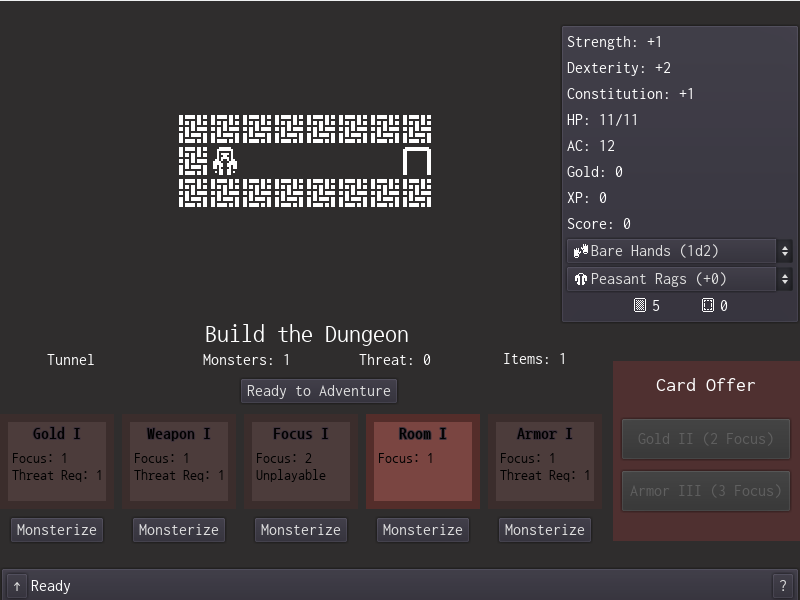 Strength: +1
Dexterity: +2
Constitution: +1
HP: 11/11
AC: 12
Gold: 0
XP: 0
Score: 0
Bare Hands (1d2)
Peasant Rags (+0)
5 0
Build the Dungeon
Tunnel Monsters: 1 Threat: 0 Items: 1
Ready to Adventure
Card Offer
Gold II (2 Focus)
Armor III (3 Focus)
Gold I
Focus: 1
Threat Req: 1
Monsterize
Weapon I
Focus: 1
Threat Req: 1
Monsterize
Focus I
Focus: 2
Unplayable
Monsterize
Room I
Focus: 1
Monsterize
Armor I
Focus: 1
Threat Req: 1
Monsterize
↑ Ready ?